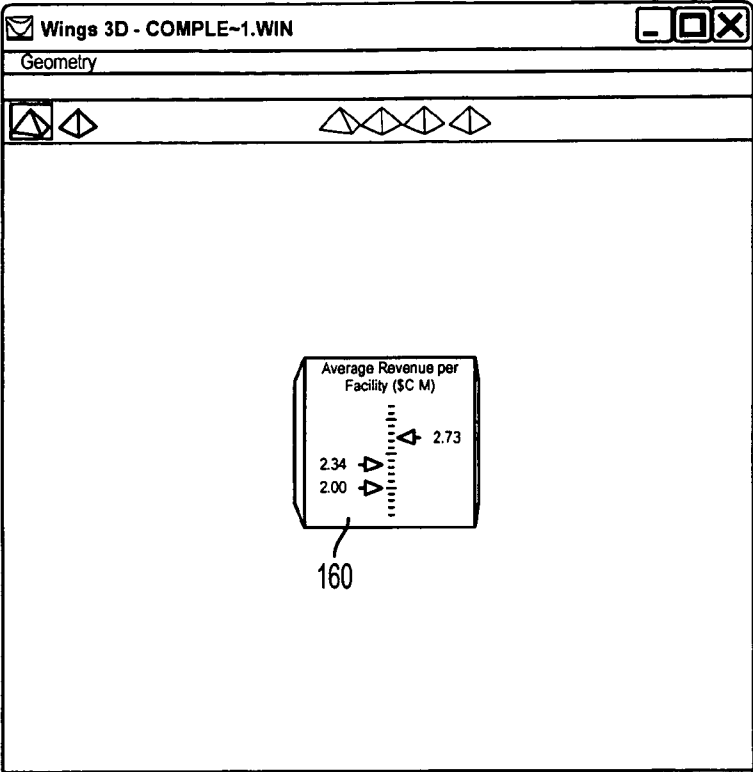 Wings 3D - COMPLE~1.WIN
Geometry
Average Revenue per
Facility ($C M)
2.73
2.34
2.00
160